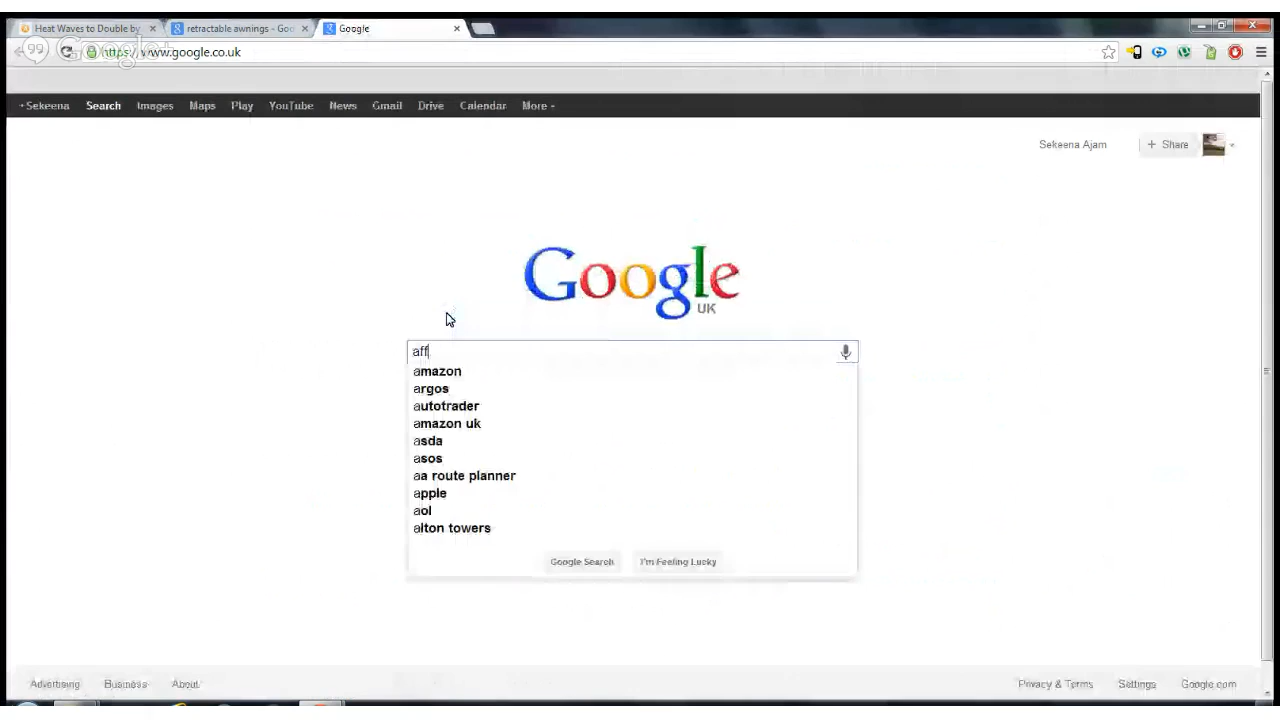 Heat Waves to Double by
retractable awnings - Goo
Google
99 Google+
https://www.google.co.uk
+Sekeena Search Images Maps Play YouTube News Gmail Drive Calendar More
Sekeena Ajam
+ Share
Google
UK
aff
amazon
argos
autotrader
amazon uk
asda
asos
aa route planner
apple
aol
alton towers
Google Search I'm Feeling Lucky
Advertising Business About Privacy & Terms Settings Google.com